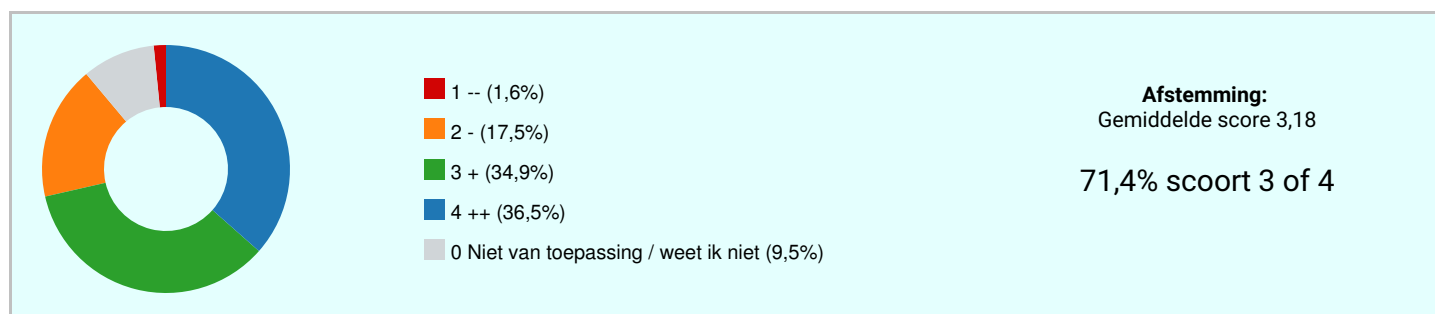 1 -- (1,6%)
2 - (17,5%)
3 + (34,9%)
4 ++ (36,5%)
0 Niet van toepassing / weet ik niet (9,5%)
Afstemming:
Gemiddelde score 3,18
71,4% scoort 3 of 4